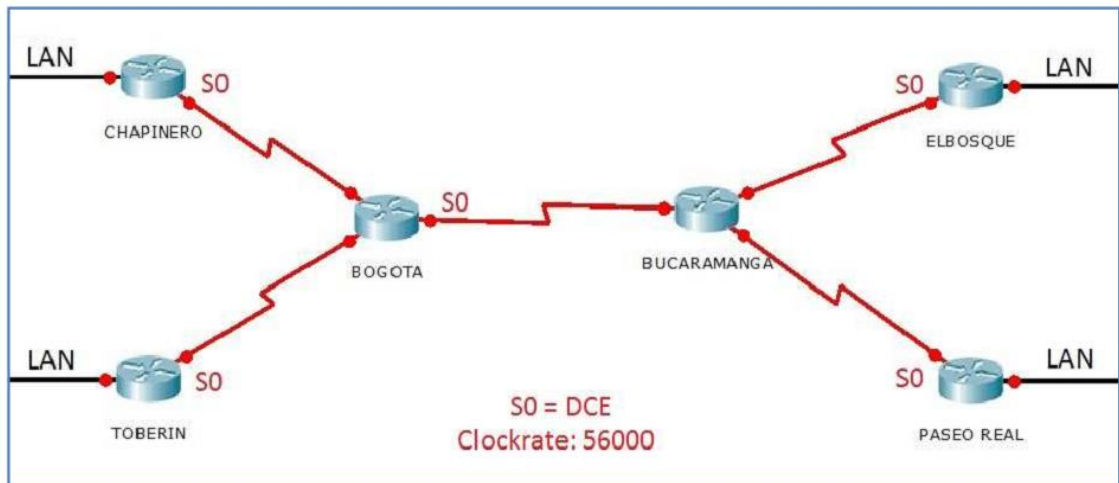 LAN
S0
CHAPINERO
S0
LAN
ELBOSQUE
S0
BOGOTA
BUCARAMANGA
LAN
S0
TOBERIN
S0 = DCE
Clockrate: 56000
LAN
S0
PASEO REAL